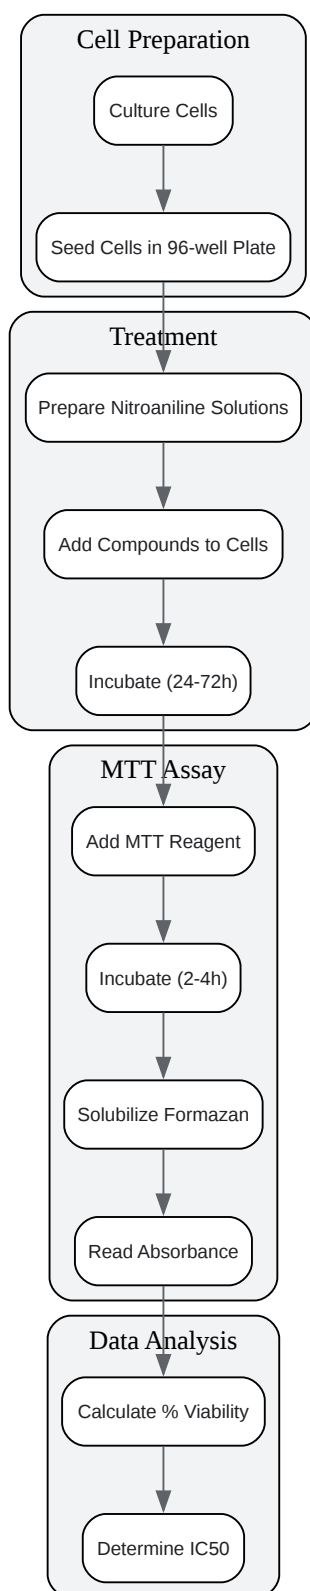 Cell Preparation
Culture Cells
Seed Cells in 96-well Plate
Treatment
Prepare Nitroaniline Solutions
Add Compounds to Cells
Incubate (24-72h)
MTT Assay
Add MTT Reagent
Incubate (2-4h)
Solubilize Formazan
Read Absorbance
Data Analysis
Calculate % Viability
Determine IC50